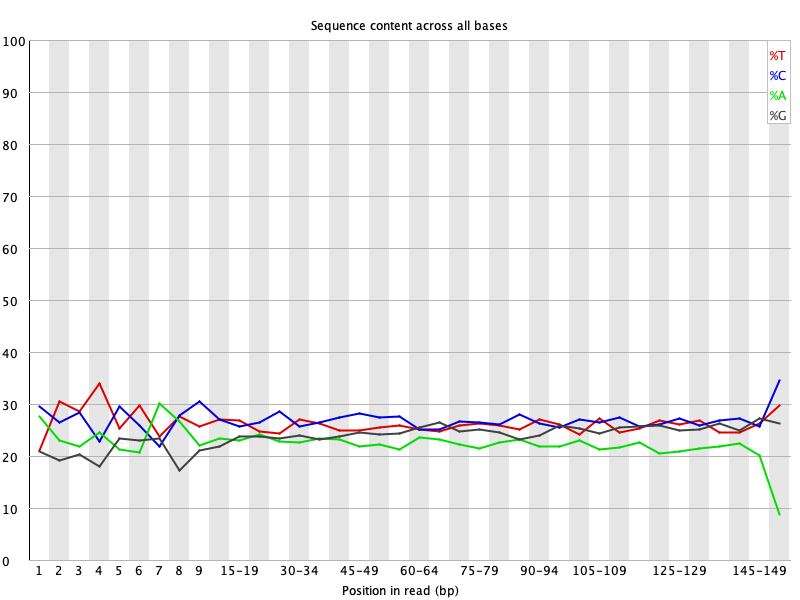 Sequence content across all bases
100
90
80
70
60
50
40
30
20
10
0
%T
%C
%A
%G
1 2 3 4 5 6 7 8 9 15-19 30-34 45-49 60-64 75-79 90-94 105-109 125-129 145-149
Position in read (bp)